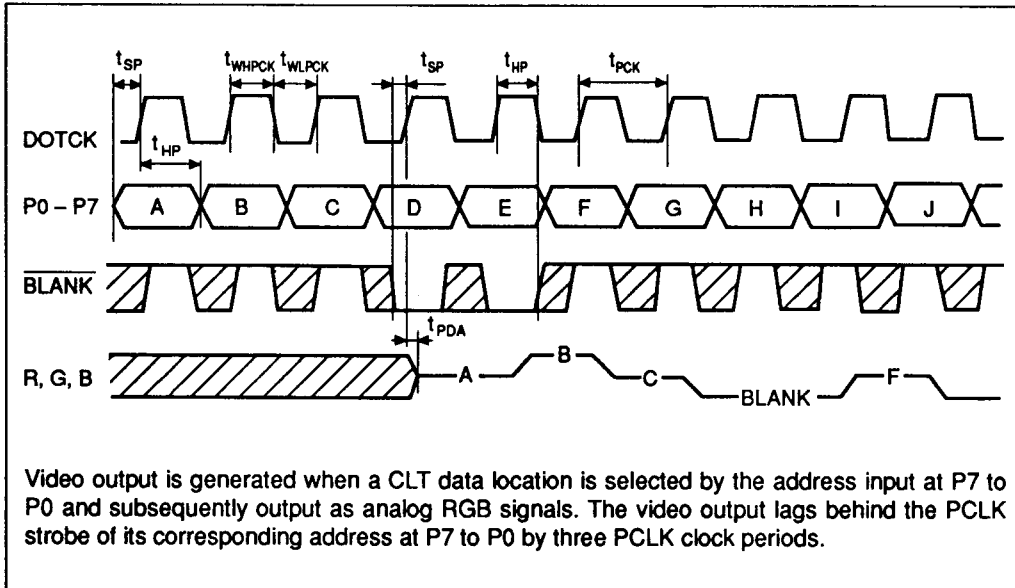 tSP tWHPCK tWLPCK tSP tHP tPCK
DOTCK
tHP
P0 – P7 A B C D E F G H I J
BLANK
tPDA
R, G, B A B C BLANK F
Video output is generated when a CLT data location is selected by the address input at P7 to
P0 and subsequently output as analog RGB signals. The video output lags behind the PCLK
strobe of its corresponding address at P7 to P0 by three PCLK clock periods.